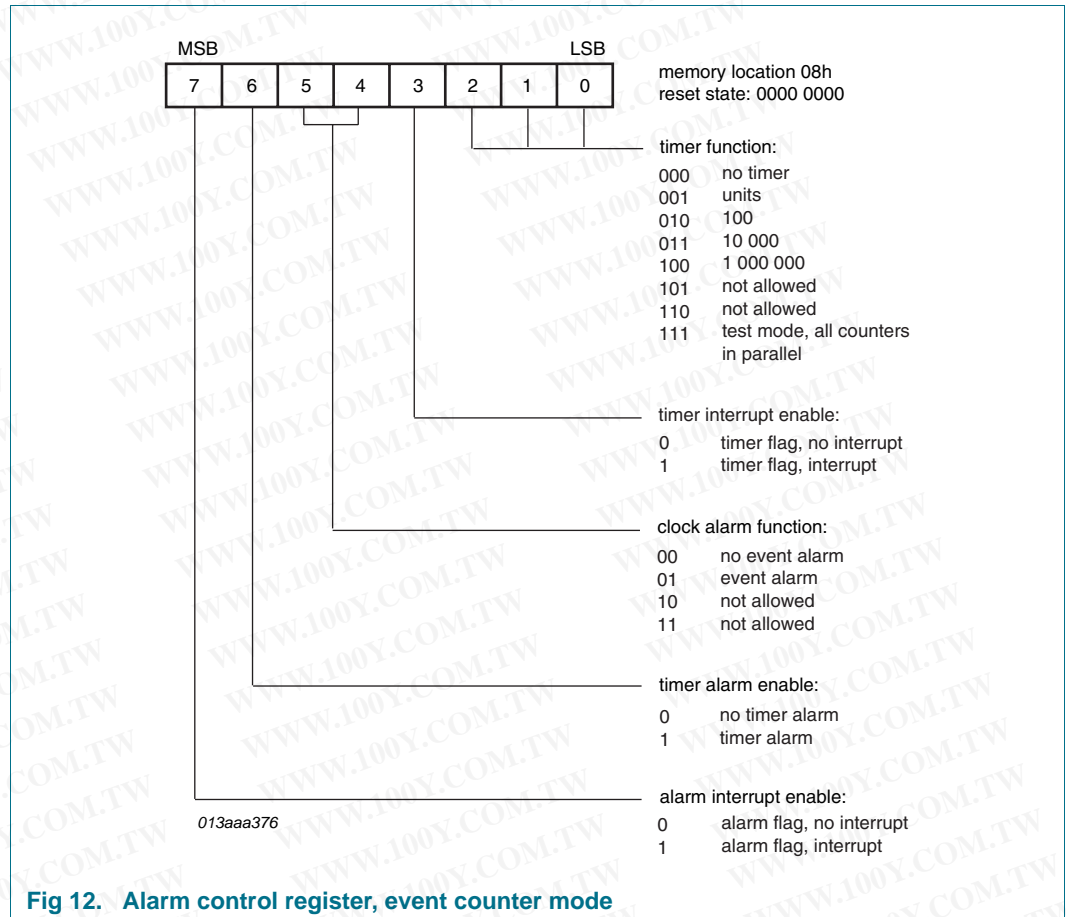 MSB LSB
7 6 5 4 3 2 1 0
memory location 08h
reset state: 0000 0000
timer function:
000 no timer
001 units
010 100
011 10 000
100 1 000 000
101 not allowed
110 not allowed
111 test mode, all counters
in parallel
timer interrupt enable:
0 timer flag, no interrupt
1 timer flag, interrupt
clock alarm function:
00 no event alarm
01 event alarm
10 not allowed
11 not allowed
timer alarm enable:
0 no timer alarm
1 timer alarm
alarm interrupt enable:
0 alarm flag, no interrupt
1 alarm flag, interrupt
013aaa376
Fig 12. Alarm control register, event counter mode
WWW.100Y.COM.TW